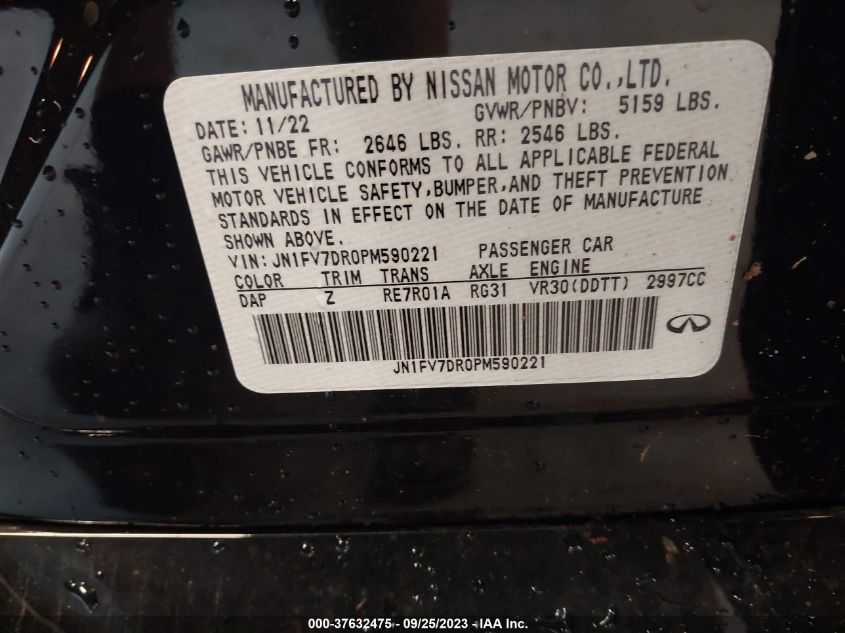 MANUFACTURED BY NISSAN MOTOR CO.,LTD.
DATE: 11/22 GVWR/PNBV: 5159 LBS.
GAWR/PNBE FR: 2646 LBS. RR: 2546 LBS.
THIS VEHICLE CONFORMS TO ALL APPLICABLE FEDERAL
MOTOR VEHICLE SAFETY,BUMPER,AND THEFT PREVENTION
STANDARDS IN EFFECT ON THE DATE OF MANUFACTURE
SHOWN ABOVE.
VIN: JN1FV7DR0PM590221 PASSENGER CAR
COLOR TRIM TRANS AXLE ENGINE
DAP Z RE7R01A RG31 VR30(DDTT) 2997CC
JN1FV7DR0PM590221
000-37632475 - 09/25/2023 - IAA Inc.